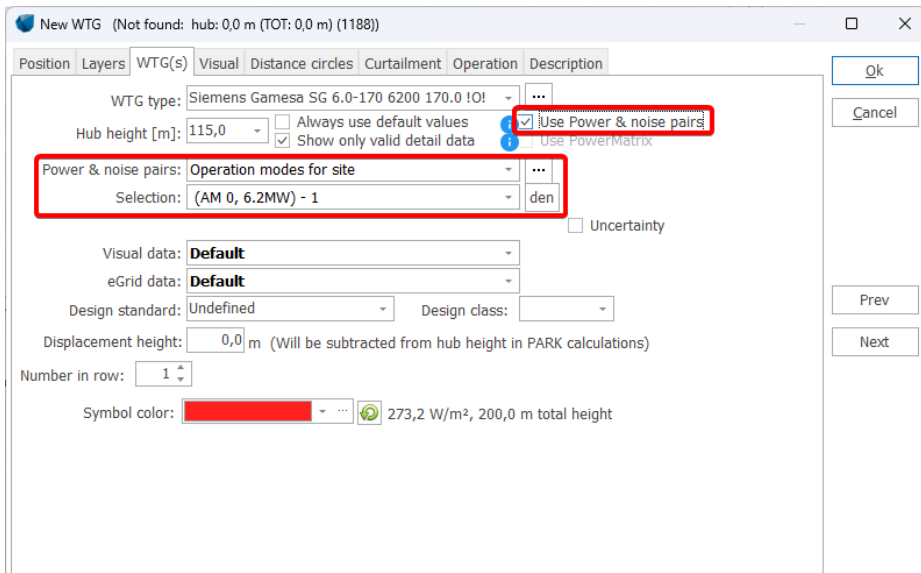 New WTG (Not found: hub: 0,0 m (TOT: 0,0 m) (1188))
Position Layers WTG(s) Visual Distance circles Curtailment Operation Description
Ok
WTG type: Siemens Gamesa SG 6.0-170 6200 170.0 !O! ...
Cancel
Hub height [m]: 115,0 Always use default values Use Power & noise pairs
Show only valid detail data Use PowerMatrix
Power & noise pairs: Operation modes for site ...
Selection: (AM 0, 6.2MW) - 1 den
Uncertainty
Visual data: Default
eGrid data: Default
Design standard: Undefined Design class:
Prev
Displacement height: 0,0 m (Will be subtracted from hub height in PARK calculations)
Next
Number in row: 1
Symbol color: ... 273,2 W/m², 200,0 m total height